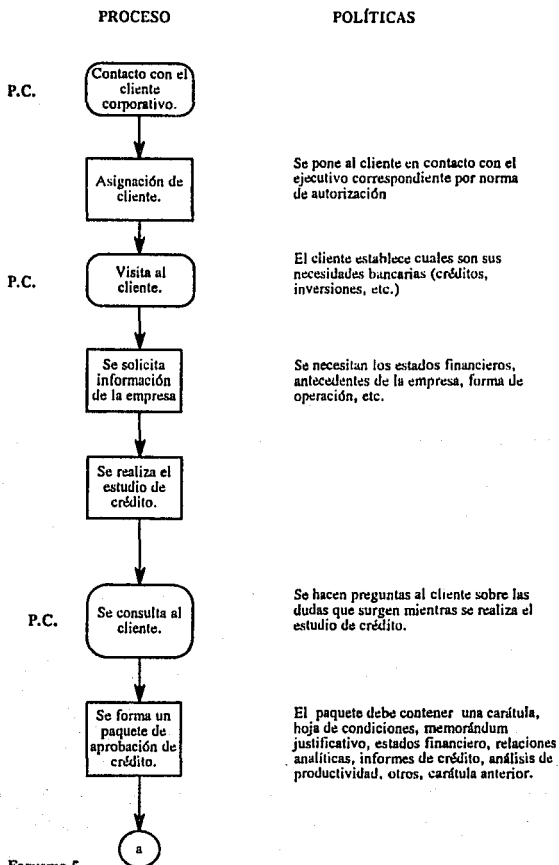 PROCESO POLÍTICAS
P.C.
Contacto con el
cliente
corporativo.
Asignación de
cliente.
Se pone al cliente en contacto con el
ejecutivo correspondiente por norma
de autorización
P.C.
Visita al
cliente.
El cliente establece cuales son sus
necesidades bancarias (créditos,
inversiones, etc.)
Se solicita
información
de la empresa
Se necesitan los estados financieros,
antecedentes de la empresa, forma de
operación, etc.
Se realiza el
estudio de
crédito.
P.C.
Se consulta al
cliente.
Se hacen preguntas al cliente sobre las
dudas que surgen mientras se realiza el
estudio de crédito.
Se forma un
paquete de
aprobación de
crédito.
El paquete debe contener una carátula,
hoja de condiciones, memorándum
justificativo, estados financiero, relaciones
analíticas, informes de crédito, análisis de
productividad, otros, carátula anterior.
a
Esquema 5